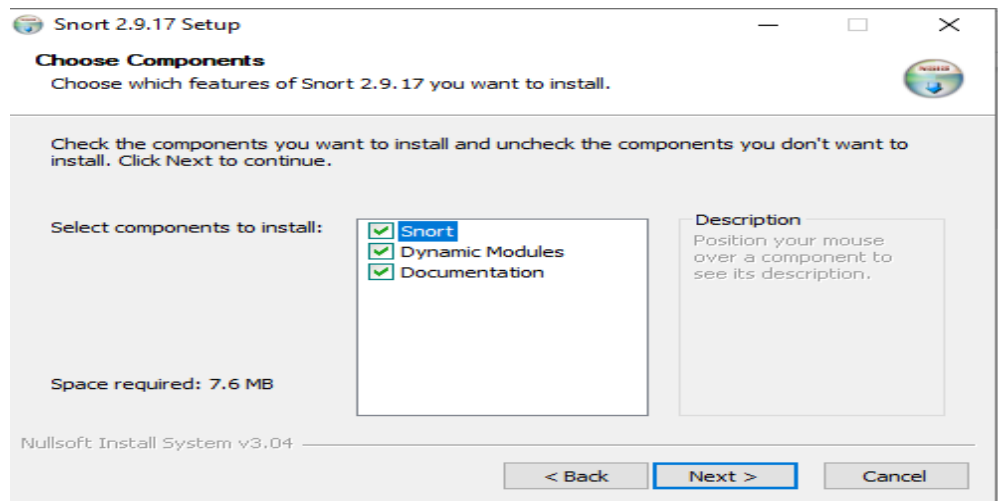 Snort 2.9.17 Setup
Choose Components
Choose which features of Snort 2.9.17 you want to install.
Check the components you want to install and uncheck the components you don't want to
install. Click Next to continue.
Select components to install:
Snort
Dynamic Modules
Documentation
Description
Position your mouse
over a component to
see its description.
Space required: 7.6 MB
Nullsoft Install System v3.04
< Back
Next >
Cancel